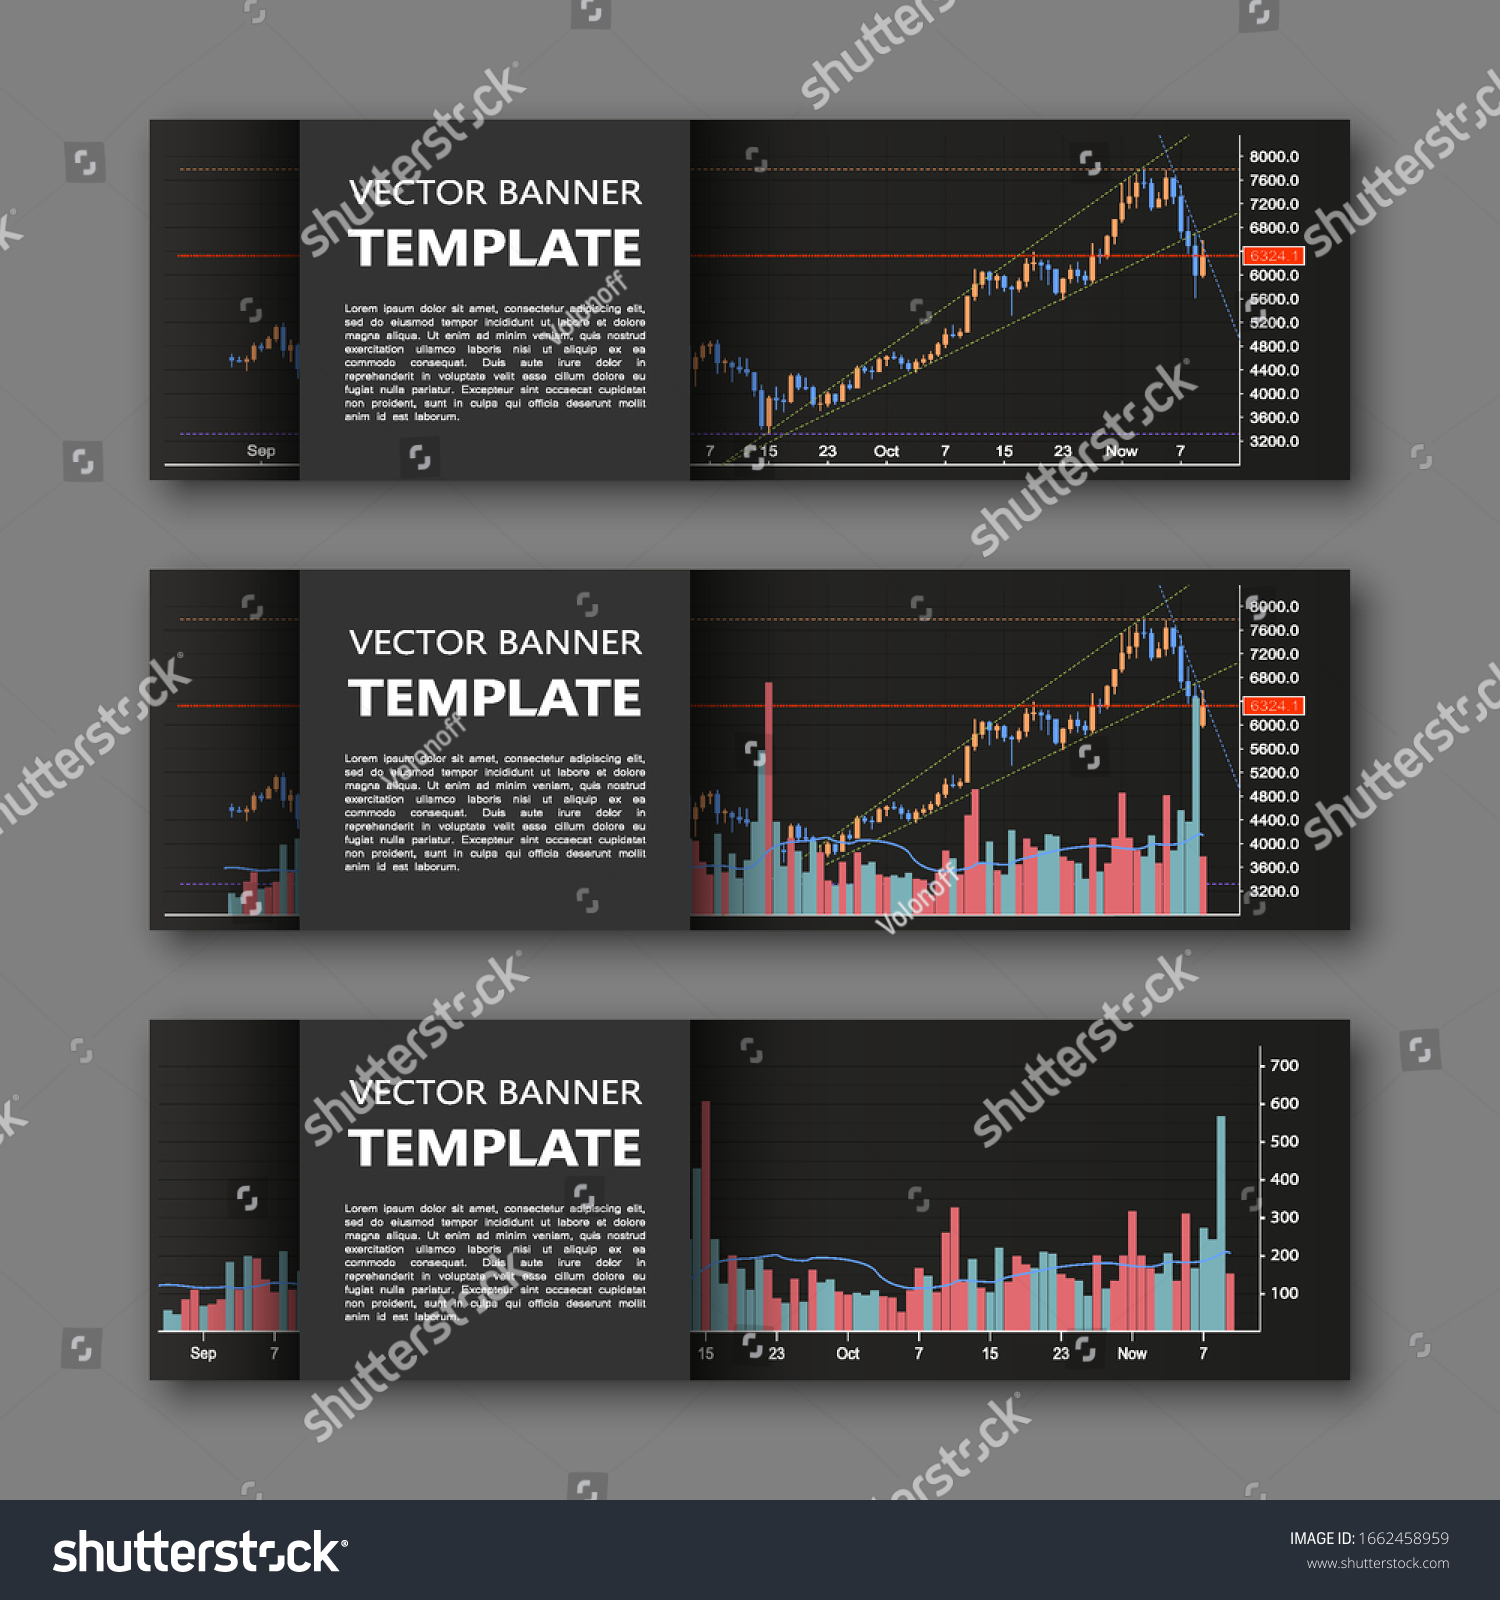 VECTOR BANNER
TEMPLATE
Lorem ipsum dolor sit amet, consectetur adipiscing elit,
sed do eiusmod tempor incididunt ut labore et dolore
magna aliqua. Ut enim ad minim veniam, quis nostrud
exercitation ullamco laboris nisi ut aliquip ex ea
commodo consequat. Duis aute irure dolor in
reprehenderit in voluptate velit esse cillum dolore eu
fugiat nulla pariatur. Excepteur sint occaecat cupidatat
non proident, sunt in culpa qui officia deserunt mollit
anim id est laborum.
8000.0
7600.0
7200.0
6800.0
6324.1
6000.0
5600.0
5200.0
4800.0
4400.0
4000.0
3600.0
3200.0
Sep 7 15 23 Oct 7 15 23 Now 7
VECTOR BANNER
TEMPLATE
Lorem ipsum dolor sit amet, consectetur adipiscing elit,
sed do eiusmod tempor incididunt ut labore et dolore
magna aliqua. Ut enim ad minim veniam, quis nostrud
exercitation ullamco laboris nisi ut aliquip ex ea
commodo consequat. Duis aute irure dolor in
reprehenderit in voluptate velit esse cillum dolore eu
fugiat nulla pariatur. Excepteur sint occaecat cupidatat
non proident, sunt in culpa qui officia deserunt mollit
anim id est laborum.
8000.0
7600.0
7200.0
6800.0
6324.1
6000.0
5600.0
5200.0
4800.0
4400.0
4000.0
3600.0
3200.0
VECTOR BANNER
TEMPLATE
Lorem ipsum dolor sit amet, consectetur adipiscing elit,
sed do eiusmod tempor incididunt ut labore et dolore
magna aliqua. Ut enim ad minim veniam, quis nostrud
exercitation ullamco laboris nisi ut aliquip ex ea
commodo consequat. Duis aute irure dolor in
reprehenderit in voluptate velit esse cillum dolore eu
fugiat nulla pariatur. Excepteur sint occaecat cupidatat
non proident, sunt in culpa qui officia deserunt mollit
anim id est laborum.
700
600
500
400
300
200
100
Sep 7 15 23 Oct 7 15 23 Now 7
shutterstock
shutterstock
shutterstock
Volonoff
shutterstock
shutterstock
shutterstock
Volonoff
Volonoff
shutterstock
shutterstock
shutterstock
shutterstock
shutterstock
IMAGE ID: 1662458959
www.shutterstock.com